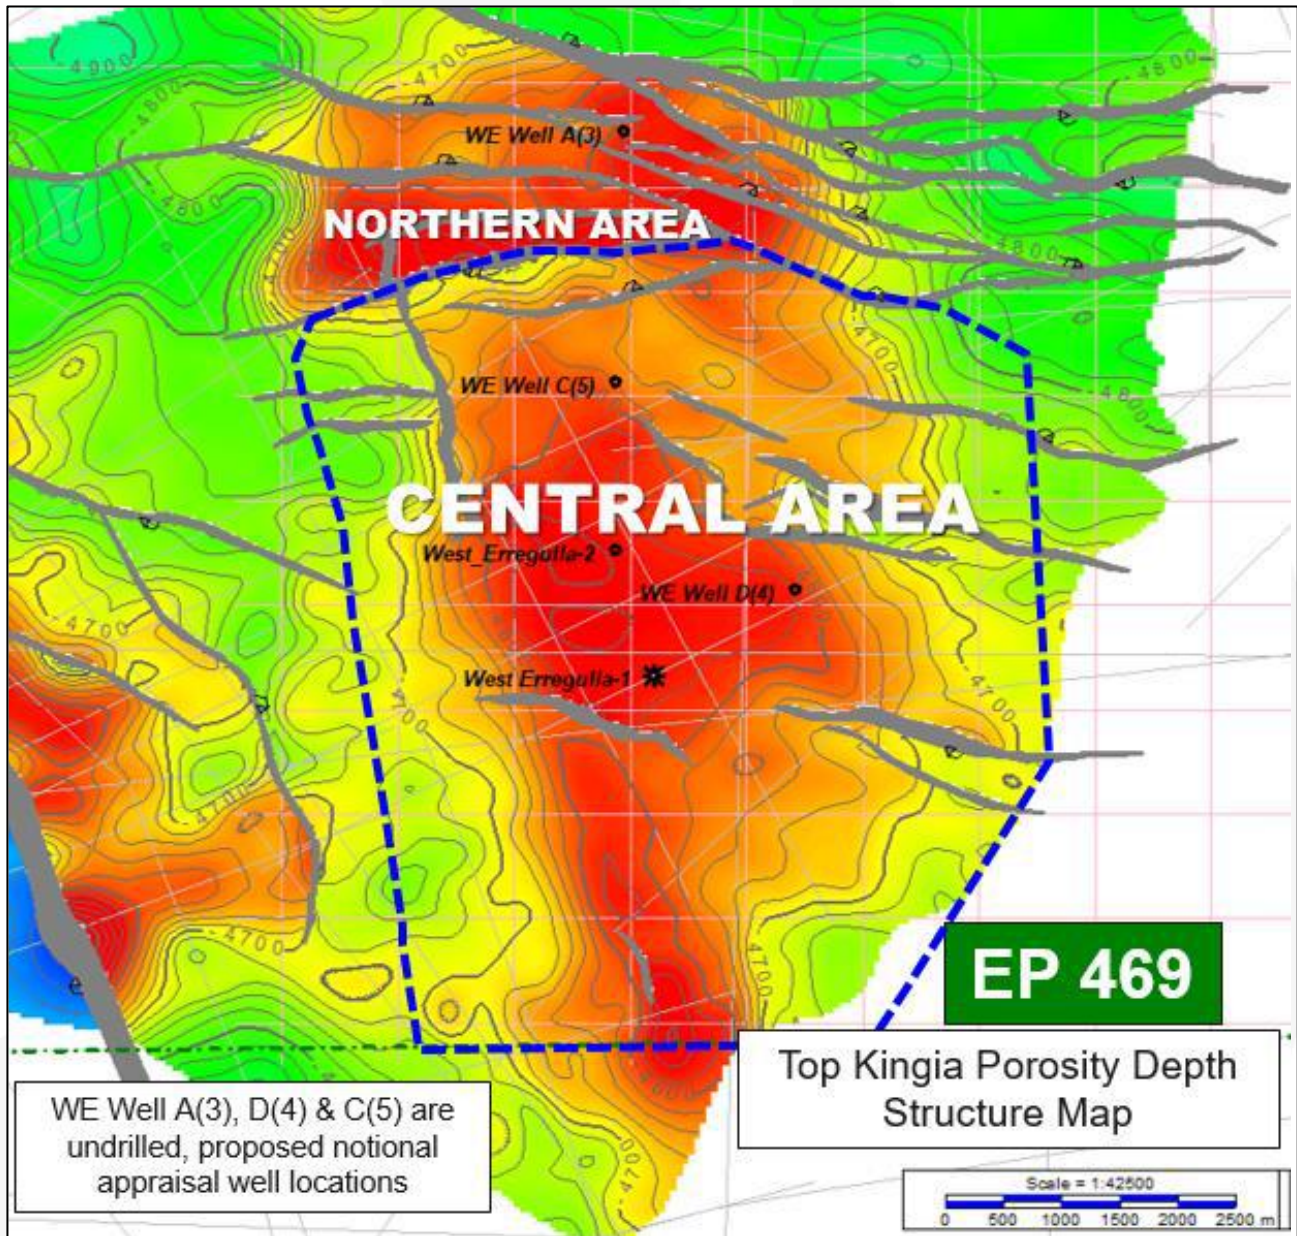 -4900
-4800
-4700
-4800
WE Well A(3)
-4800
NORTHERN AREA
-4700
-4800
-4700
-4800
WE Well C(5)
CENTRAL AREA
West_Erregulla-2
WE Well D(4)
-4700
West Erregulla-1
-4700
-4700
-4700
-4700
-4700
EP 469
Top Kingia Porosity Depth
Structure Map
WE Well A(3), D(4) & C(5) are
undrilled, proposed notional
appraisal well locations
Scale = 1:42500
0 500 1000 1500 2000 2500 m